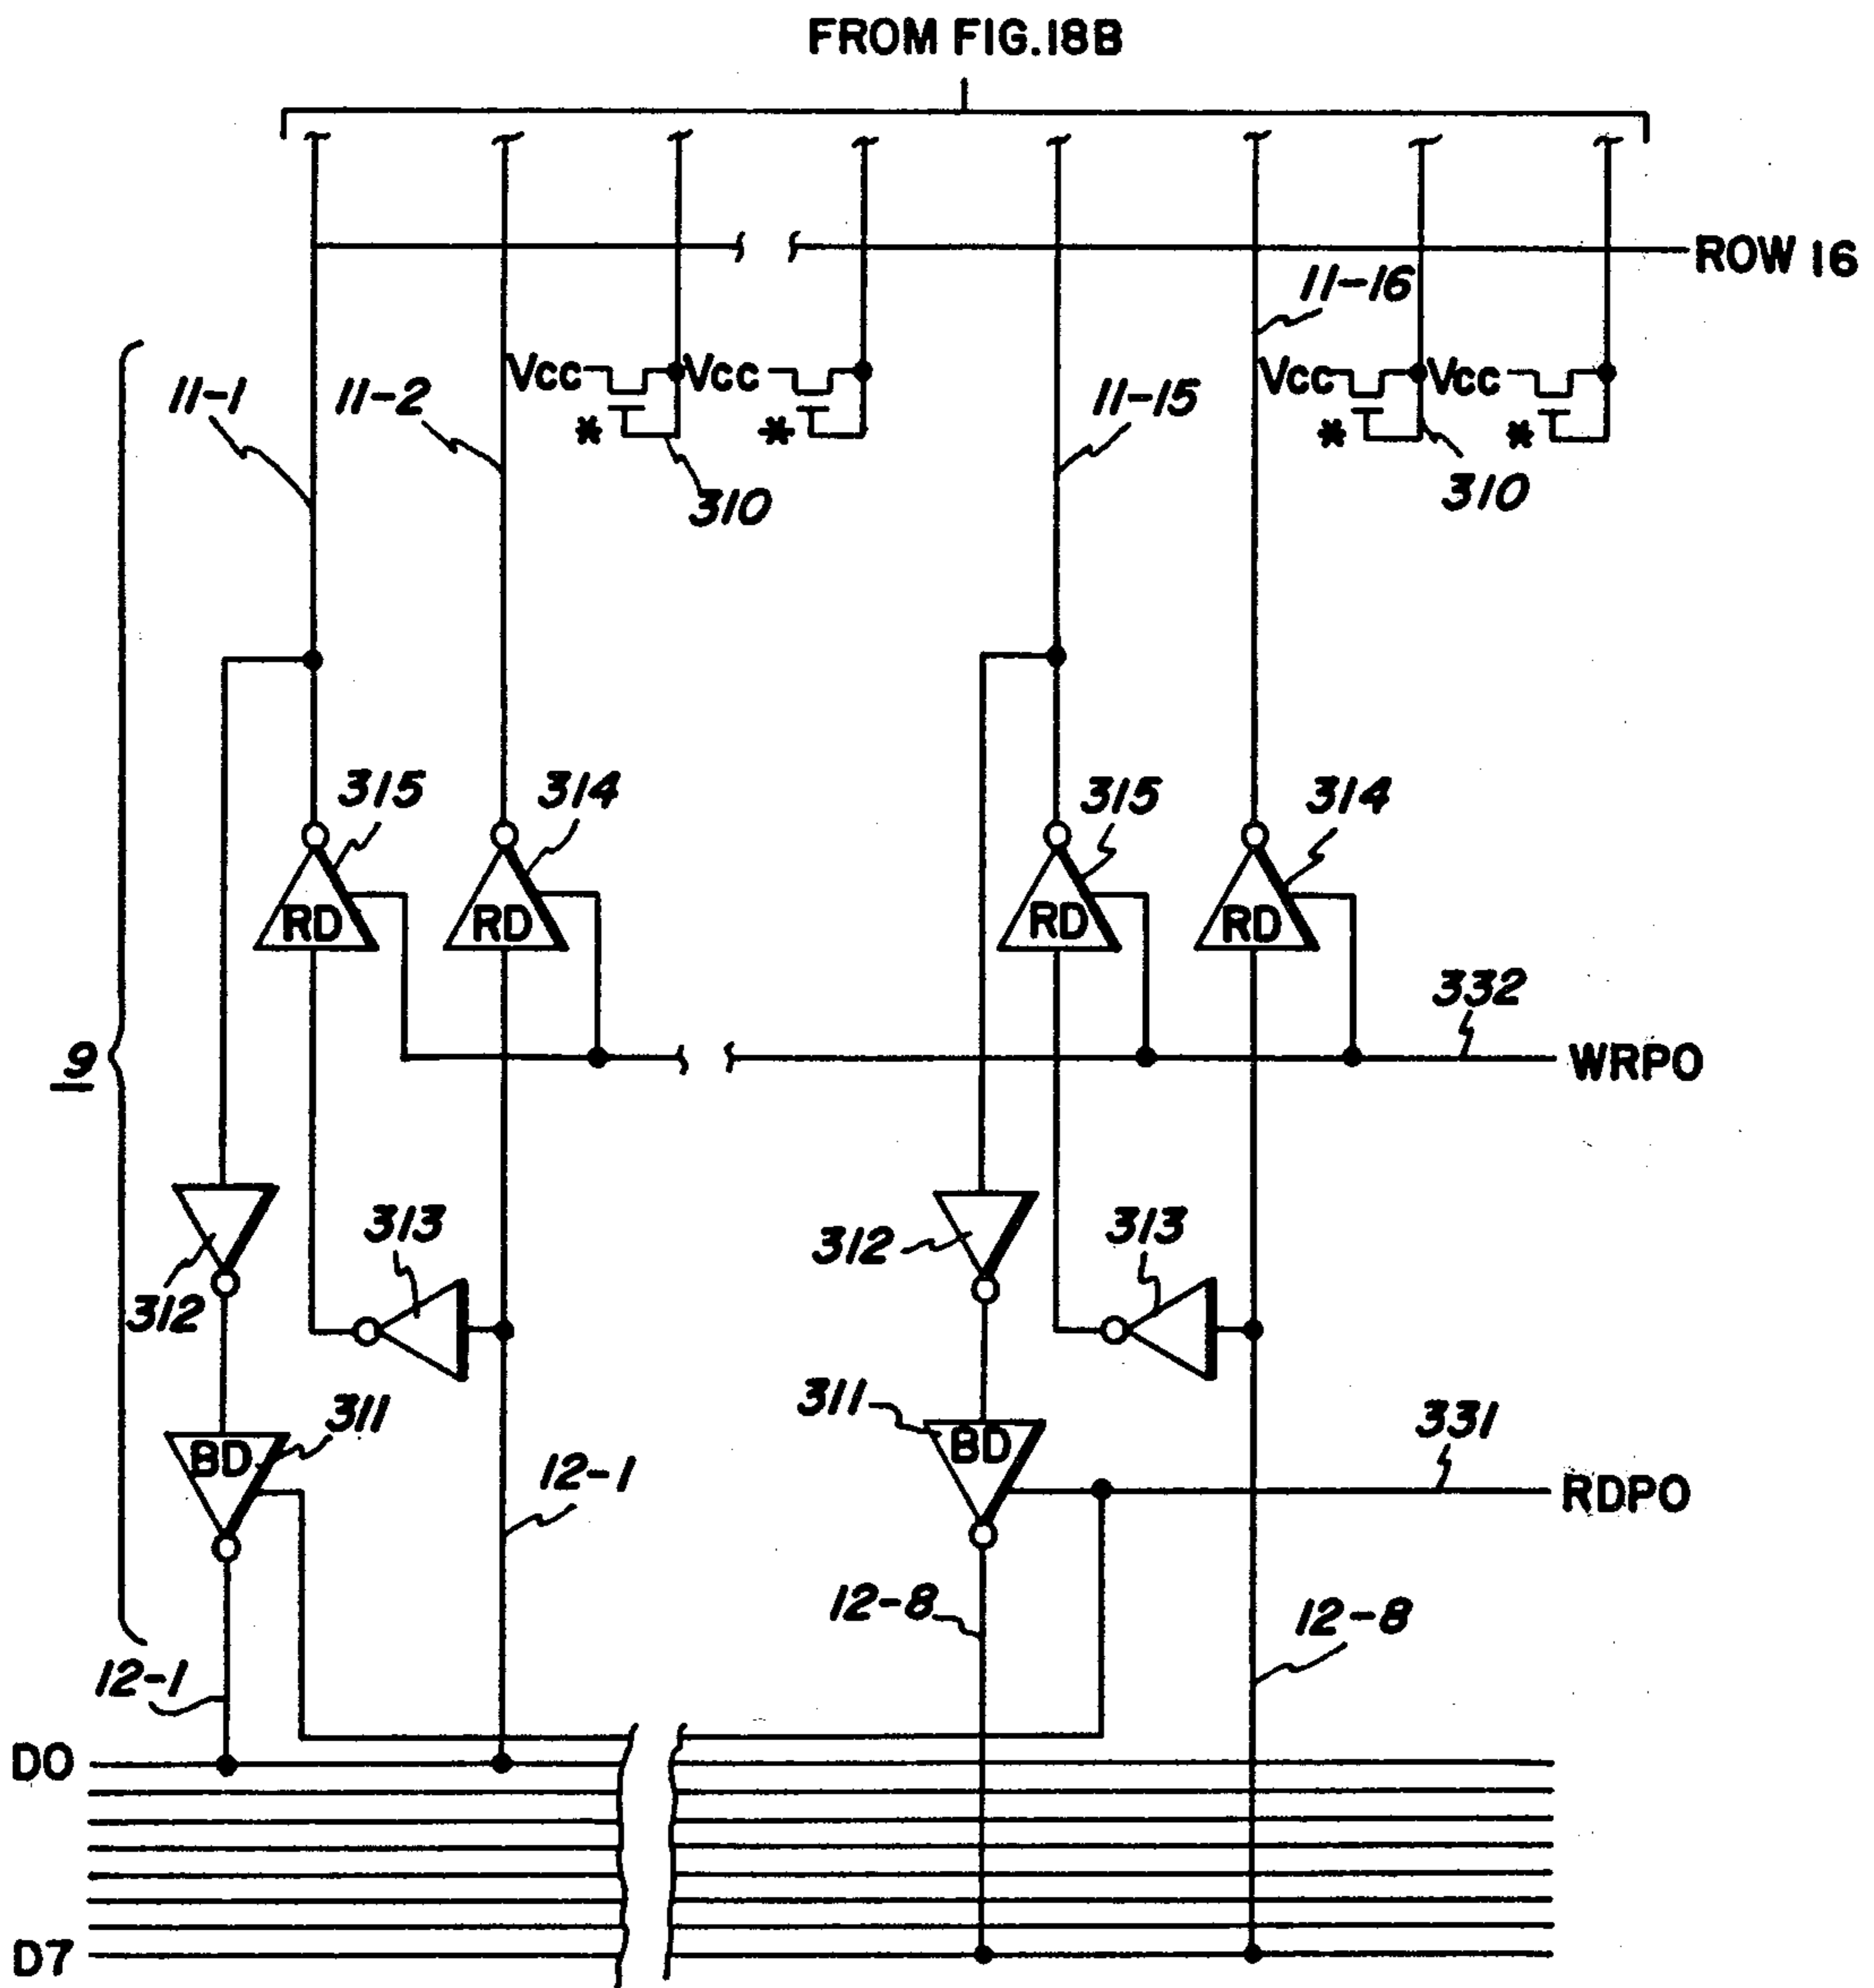 FROM FIG. 18B
ROW 16
11-16
Vcc Vcc Vcc Vcc
11-1 11-2 11-15
* * * *
310 310
315 314 315 314
RD RD RD RD
332
9
WRPO
313 312 313
312
311 311 331
BD BD
12-1
RDPO
12-8 12-8
12-1
D0
D7